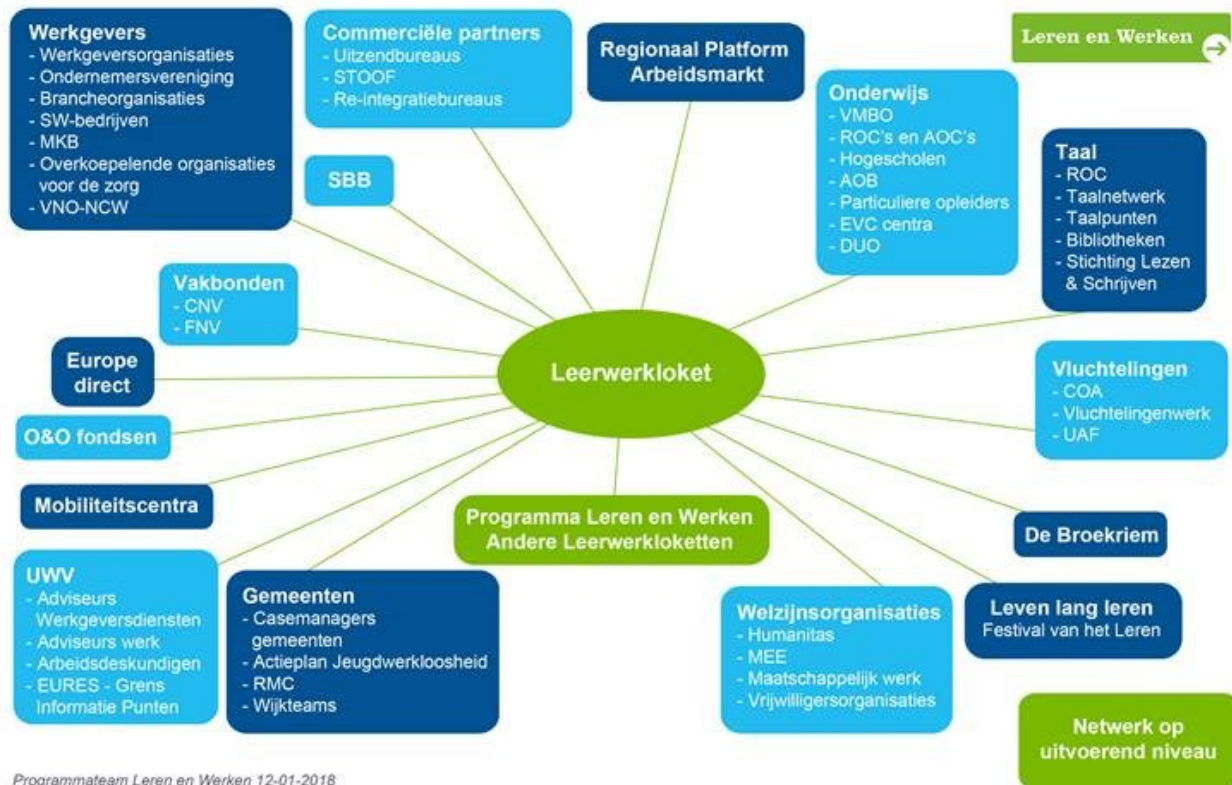 Werkgevers
- Werkgeversorganisaties
- Ondernemersvereniging
- Brancheorganisaties
- SW-bedrijven
- MKB
- Overkoepelende organisaties
voor de zorg
- VNO-NCW
Commerciële partners
- Uitzendbureaus
- STOOF
- Re-integratiebureaus
Regionaal Platform
Arbeidsmarkt
Leren en Werken
Onderwijs
- VMBO
- ROC's en AOC's
- Hogescholen
- AOB
- Particuliere opleiders
- EVC centra
- DUO
Taal
- ROC
- Taalnetwerk
- Taalpunten
- Bibliotheken
- Stichting Lezen
& Schrijven
SBB
Vakbonden
- CNV
- FNV
Europe
direct
Leerwerkloket
Vluchtelingen
- COA
- Vluchtelingenwerk
- UAF
O&O fondsen
Mobiliteitscentra
Programma Leren en Werken
Andere Leerwerkloketten
De Broekriem
UWV
- Adviseurs
Werkgeversdiensten
- Adviseurs werk
- Arbeidsdeskundigen
- EURES - Grens
Informatie Punten
Gemeenten
- Casemanagers
gemeenten
- Actieplan Jeugdwerkloosheid
- RMC
- Wijkteams
Welzijnsorganisaties
- Humanitas
- MEE
- Maatschappelijk werk
- Vrijwilligersorganisaties
Leven lang leren
Festival van het Leren
Netwerk op
uitvoerend niveau
Programmateam Leren en Werken 12-01-2018